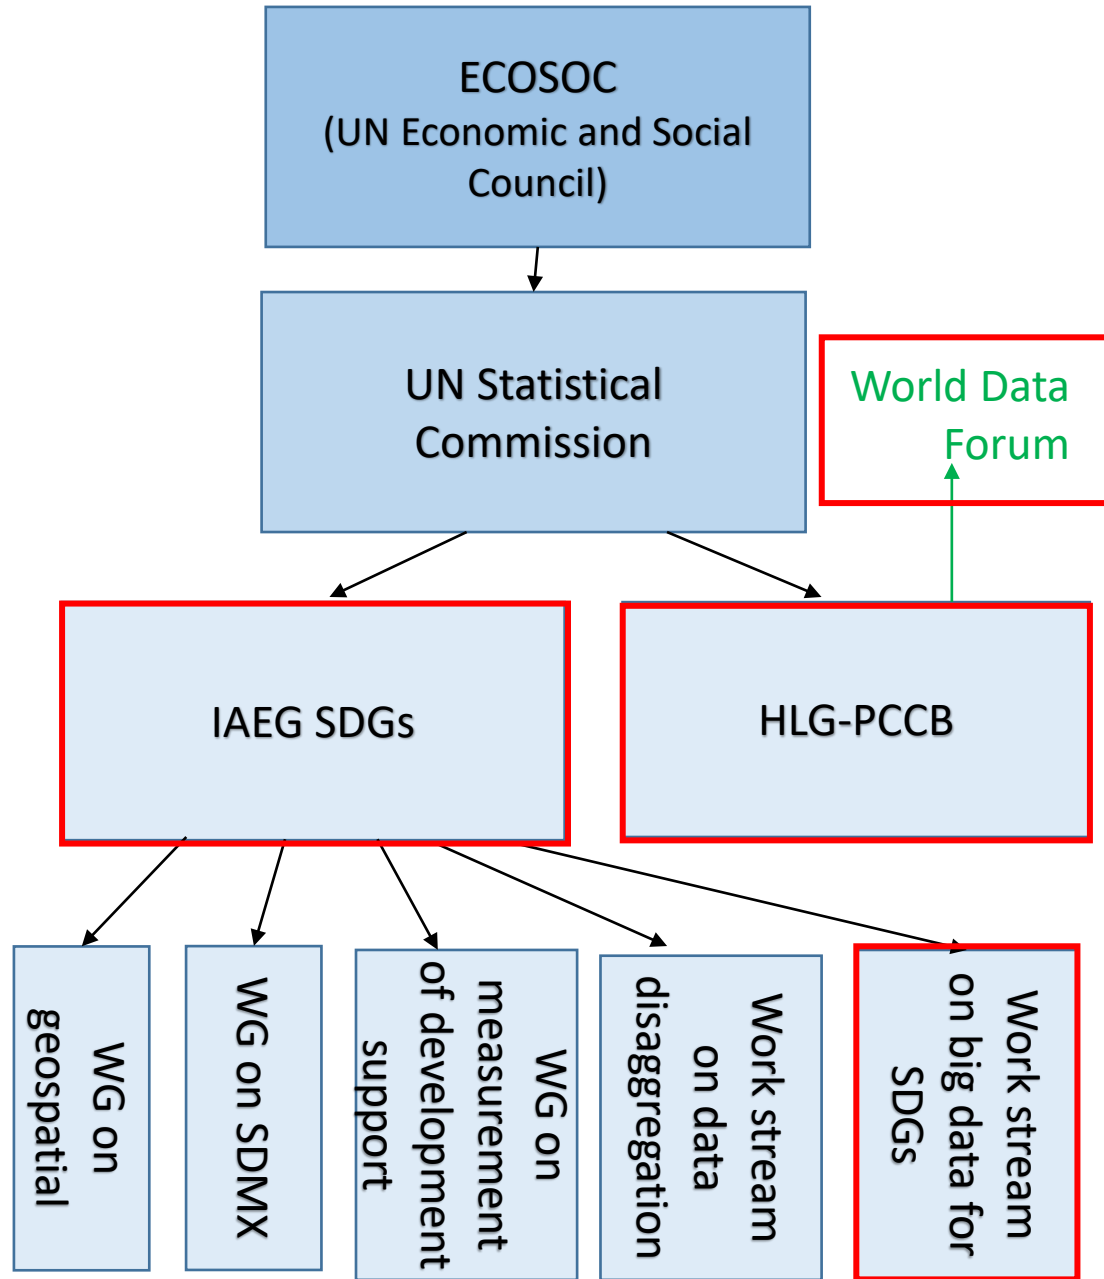 ECOSOC
(UN Economic and Social
Council)
UN Statistical
Commission
World Data
Forum
IAEG SDGs
HLG-PCCB
WG on
geospatial
WG on SDMX
WG on
measurement
of development
support
Work stream
on data
disaggregation
Work stream
on big data for
SDGs